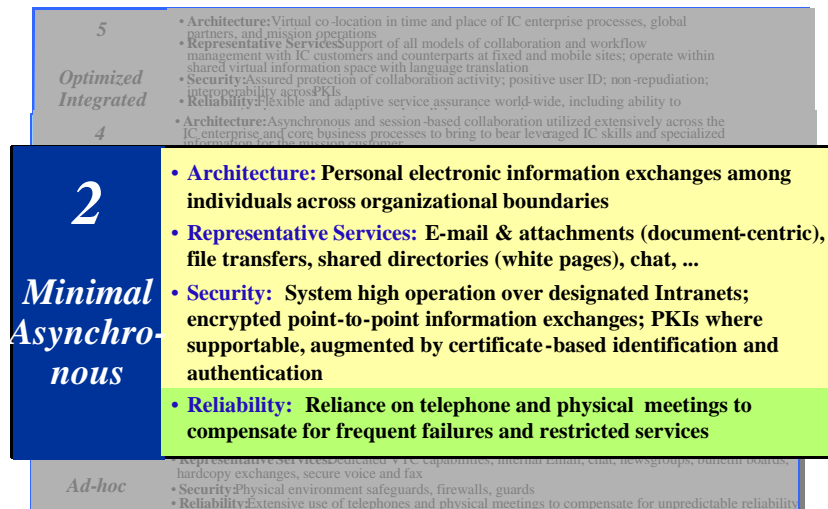 5
Optimized
Integrated
• Architecture: Virtual co-location in time and place of IC enterprise processes, global
partners, and mission operations
• Representative Services: Support of all models of collaboration and workflow
management with IC customers and counterparts at fixed and mobile sites; operate within
shared virtual information space with language translation
• Security: Assured protection of collaboration activity; positive user ID; non-repudiation;
interoperability across PKIs
• Reliability: Flexible and adaptive service assurance world-wide, including ability to
4
• Architecture: Asynchronous and session-based collaboration utilized extensively across the
IC enterprise and core business processes to bring to bear leveraged IC skills and specialized
information for the mission customer
2
Minimal
Asynchro-
nous
• Architecture: Personal electronic information exchanges among
individuals across organizational boundaries
• Representative Services: E-mail & attachments (document-centric),
file transfers, shared directories (white pages), chat, ...
• Security: System high operation over designated Intranets;
encrypted point-to-point information exchanges; PKIs where
supportable, augmented by certificate-based identification and
authentication
• Reliability: Reliance on telephone and physical meetings to
compensate for frequent failures and restricted services
Ad-hoc
• Representative Services: Dedicated VTC capabilities, internal Email, chat, newsgroups, bulletin boards,
hardcopy exchanges, secure voice and fax
• Security: Physical environment safeguards, firewalls, guards
• Reliability: Extensive use of telephones and physical meetings to compensate for unpredictable reliability